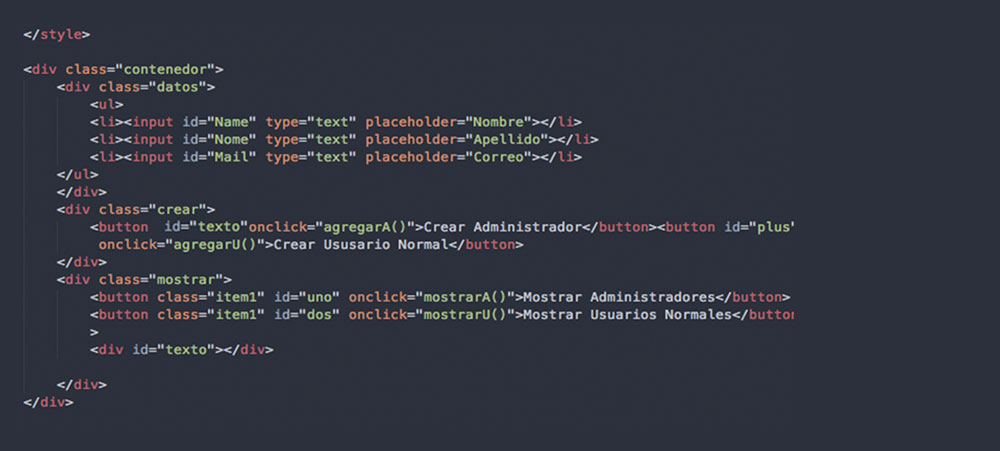 </style>
<div class="contenedor">
<div class="datos">
<ul>
<li><input id="Name" type="text" placeholder="Nombre"></li>
<li><input id="Nome" type="text" placeholder="Apellido"></li>
<li><input id="Mail" type="text" placeholder="Correo"></li>
</ul>
</div>
<div class="crear">
<button  id="texto"onclick="agregarA()">Crear Administrador</button><button id="plus"
onclick="agregarU()">Crear Ususario Normal</button>
</div>
<div class="mostrar">
<button class="item1" id="uno" onclick="mostrarA()">Mostrar Administradores</button>
<button class="item1" id="dos" onclick="mostrarU()">Mostrar Usuarios Normales</button
>
<div id="texto"></div>
</div>
</div>